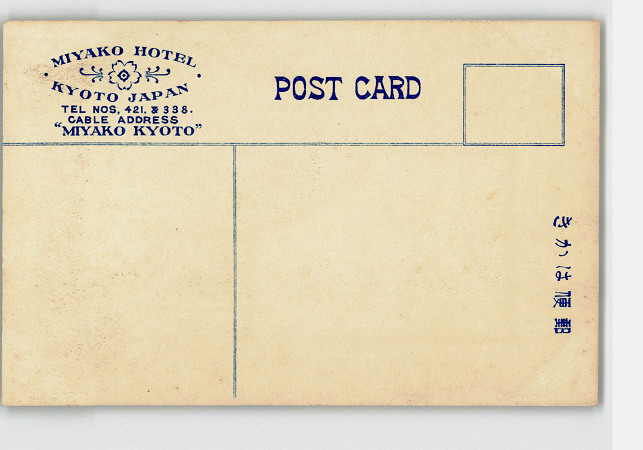 MIYAKO HOTEL
KYOTO JAPAN
TEL NOS, 421, & 338.
CABLE ADDRESS
"MIYAKO KYOTO"
POST CARD
郵便はかき